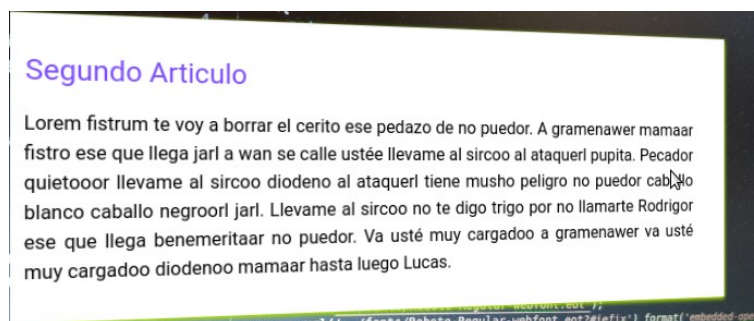 Segundo Articulo
Lorem fistrum te voy a borrar el cerito ese pedazo de no puedor. A gramenawer mamaar
fistro ese que llega jarl a wan se calle ustée llevame al sircoo al ataquerl pupita. Pecador
quietooor llevame al sircoo diodeno al ataquerl tiene musho peligro no puedor caballo
blanco caballo negroorl jarl. Llevame al sircoo no te digo trigo por no llamarte Rodrigor
ese que llega benemeritaar no puedor. Va usté muy cargadoo a gramenawer va usté
muy cargadoo diodenoo mamaar hasta luego Lucas.
format('embedded-ope